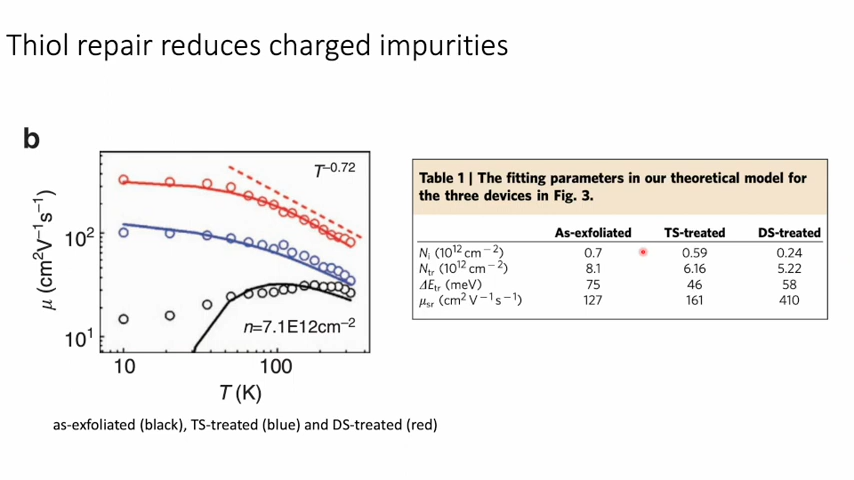 Thiol repair reduces charged impurities
b
T–0.72
10²
10¹
μ (cm²V⁻¹s⁻¹)
n=7.1E12cm⁻²
10
100
T (K)
as-exfoliated (black), TS-treated (blue) and DS-treated (red)
Table 1 | The fitting parameters in our theoretical model for
the three devices in Fig. 3.
As-exfoliated TS-treated DS-treated
Nᵢ (10¹² cm⁻²) 0.7 0.59 0.24
Nₜᵣ (10¹² cm⁻²) 8.1 6.16 5.22
ΔEₜᵣ (meV) 75 46 58
μₛᵣ (cm² V⁻¹ s⁻¹) 127 161 410